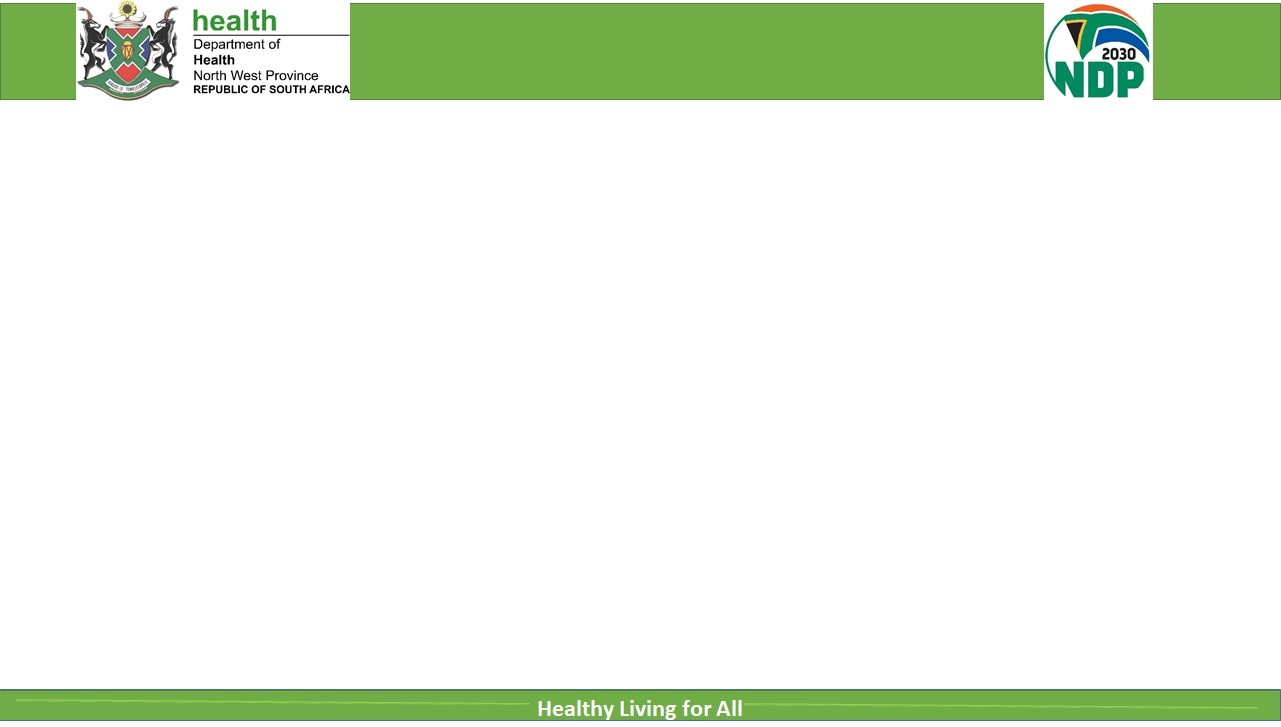 health
Department of
Health
North West Province
REPUBLIC OF SOUTH AFRICA
2030
NDP
Healthy Living for All